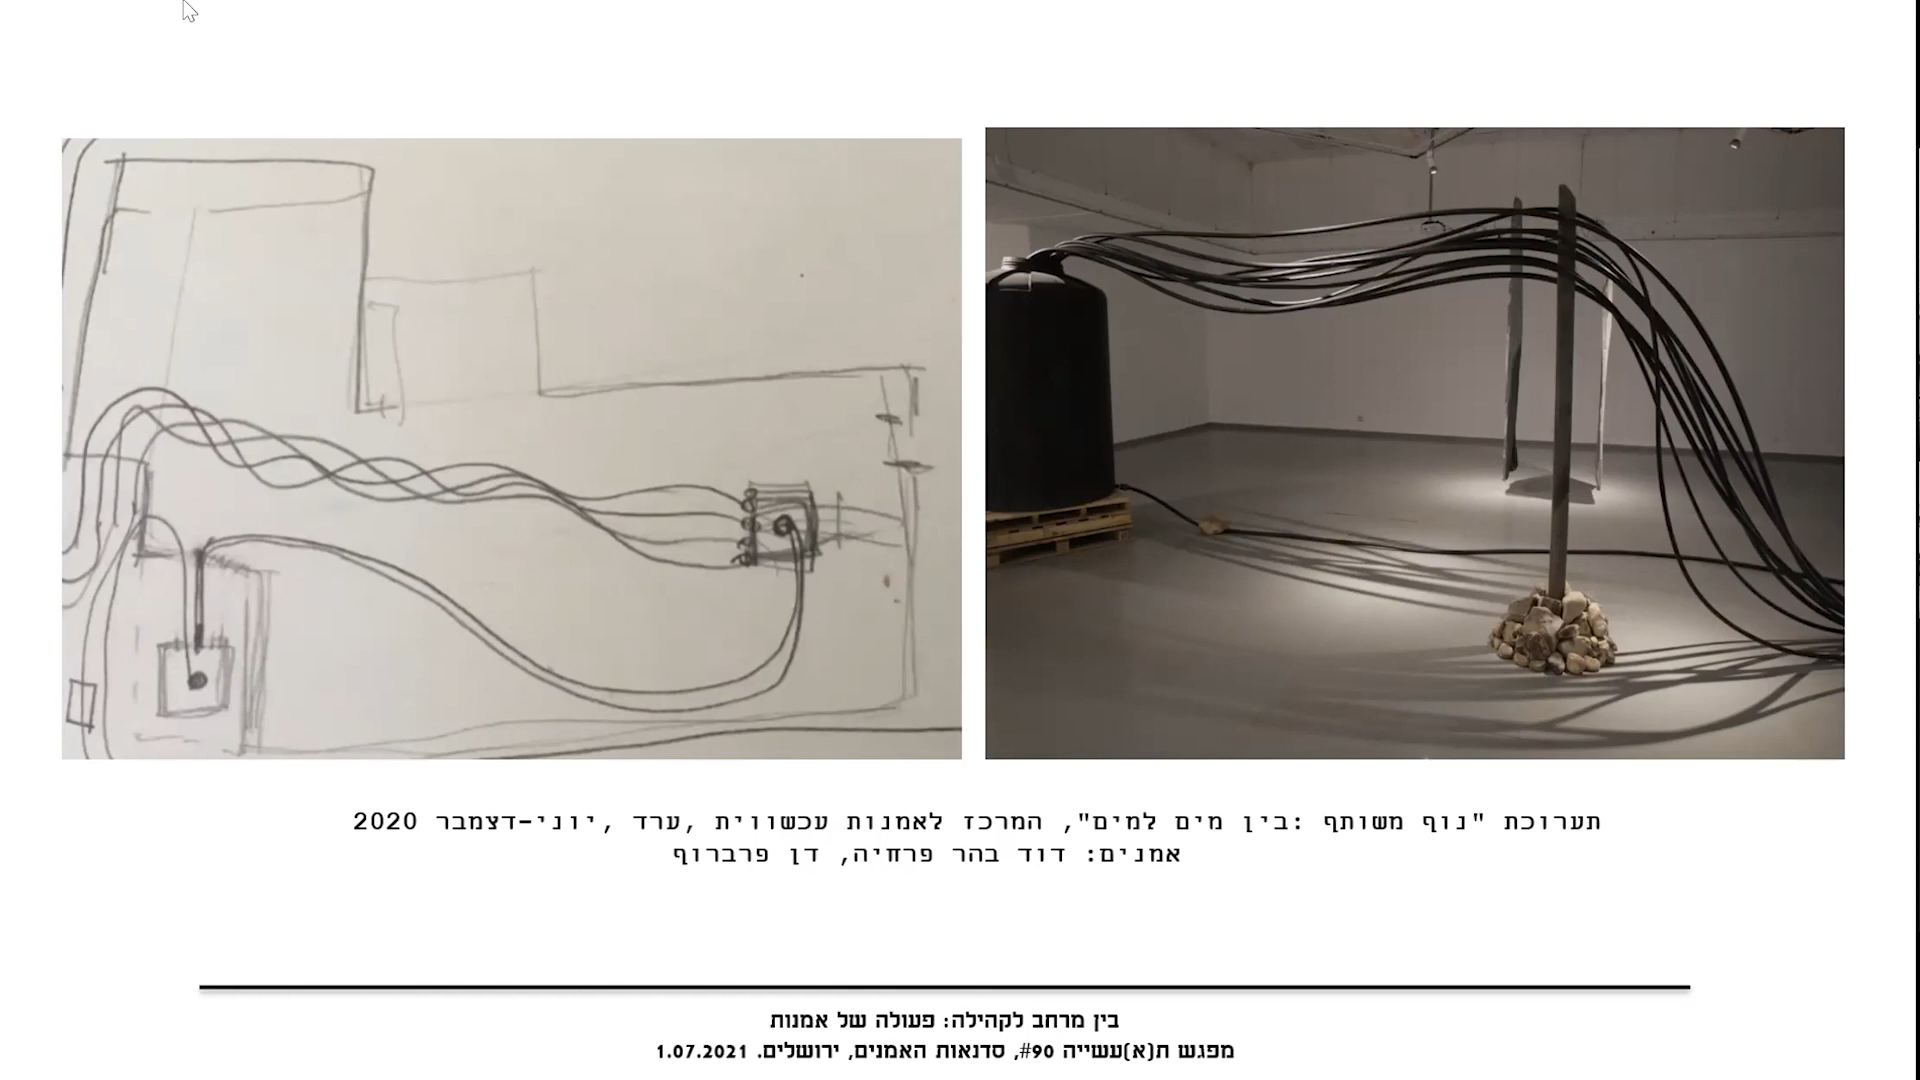 תערוכת "נוף משותף :בין מים למים", המרכז לאמנות עכשווית ,ערד ,יוני-דצמבר 2020
אמנים: דוד בהר פרחיה, דן פרברוף
בין מרחב לקהילה: פעולה של אמנות
מפגש ת(א)עשייה #90, סדנאות האמנים, ירושלים. 1.07.2021